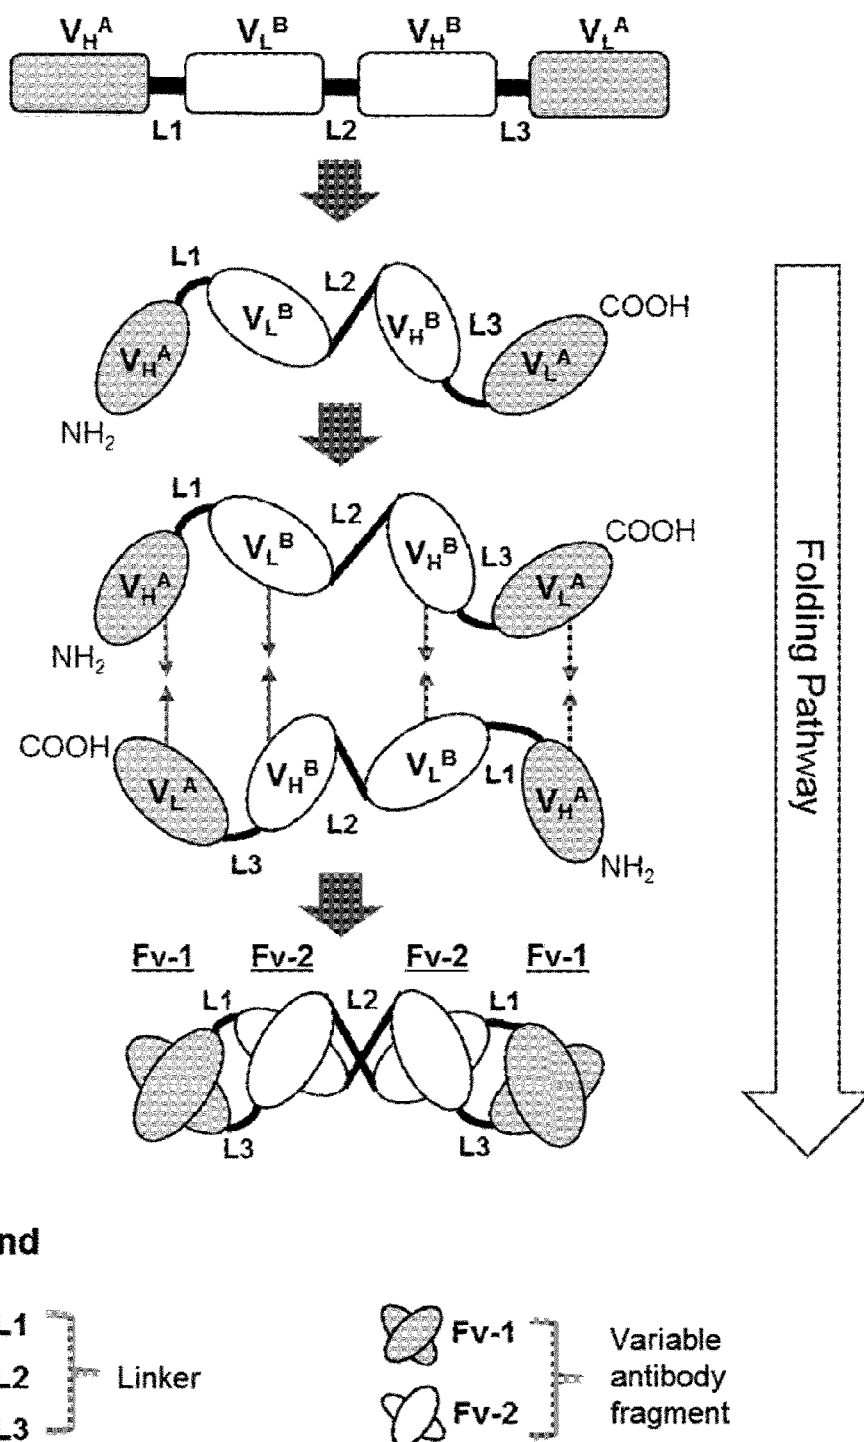 V_H^A V_L^B V_H^B V_L^A
L1 L2 L3
L1 L2 L3 COOH
V_H^A V_L^B V_H^B V_L^A
NH₂
L1 L2 L3 COOH
V_H^A V_L^B V_H^B V_L^A
NH₂
COOH V_L^A V_H^B V_L^B V_H^A
L3 L2 L1 NH₂
Folding Pathway
Fv-1 Fv-2 Fv-2 Fv-1
L1 L2 L1
L3 L3
nd
L1
L2 Linker
L3
Fv-1
Fv-2
Variable
antibody
fragment